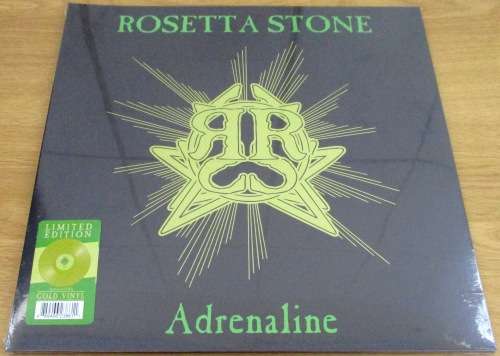 ROSETTA STONE
LIMITED
EDITION
GOLD VINYL
Adrenaline